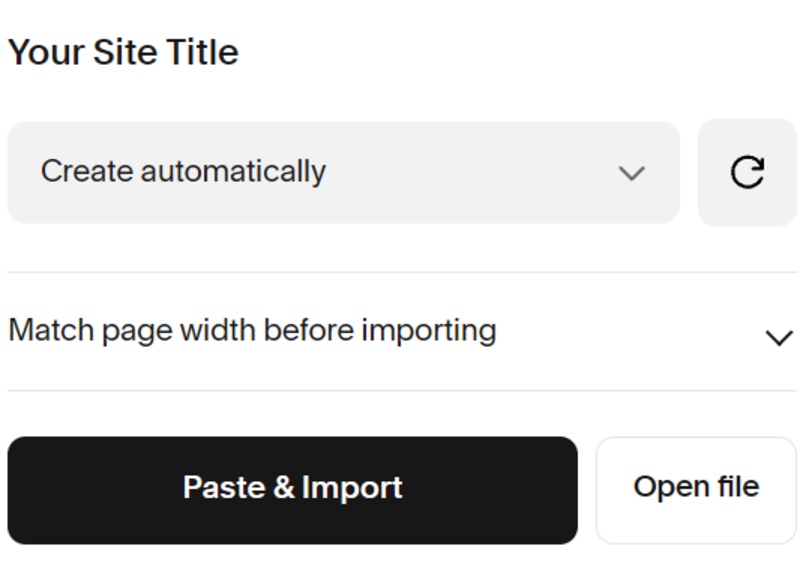 Your Site Title
Create automatically
Match page width before importing
Paste & Import
Open file